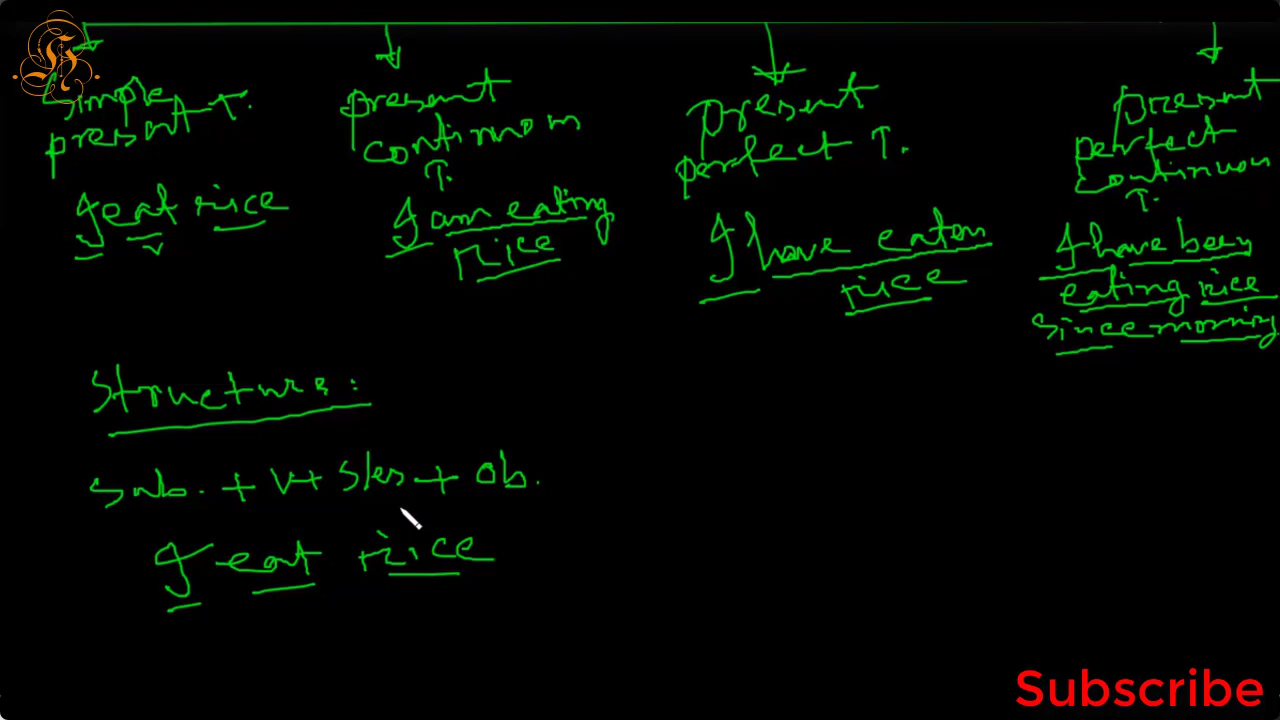 Simple
present T.
I eat rice
v
present
continuous
T.
I am eating
Rice
present
perfect T.
I have eaten
rice
present
perfect
continuous
T.
I have been
eating rice
since morning
Structure:
Sub. + V + s/es + Ob.
I eat rice
Subscribe